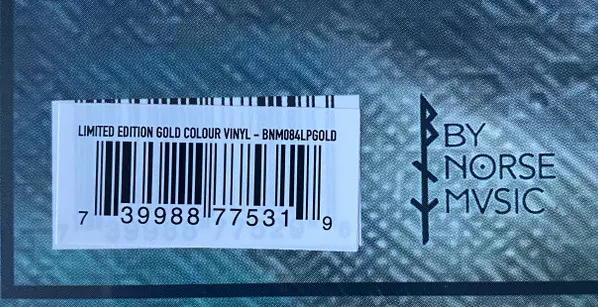 LIMITED EDITION GOLD COLOUR VINYL – BNM084LPGOLD
7 39988 77531 9
BY
NORSE
MVSIC